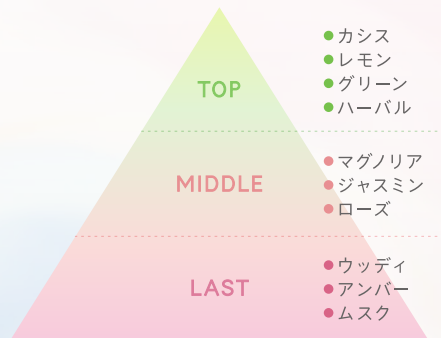 TOP
カシス
レモン
グリーン
ハーバル
MIDDLE
マグノリア
ジャスミン
ローズ
LAST
ウッディ
アンバー
ムスク